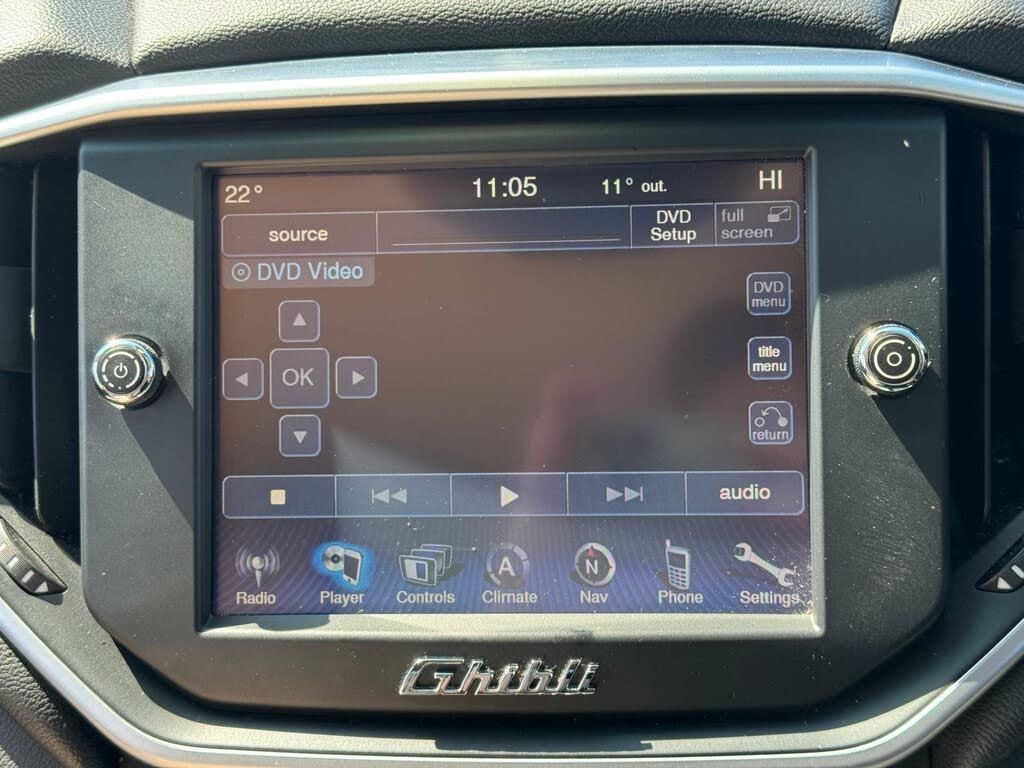 22° 11:05 11° out. HI
source DVD Setup full screen
DVD Video
DVD menu
OK
title menu
return
audio
A N
Radio Player Controls Climate Nav Phone Settings
Ghibli